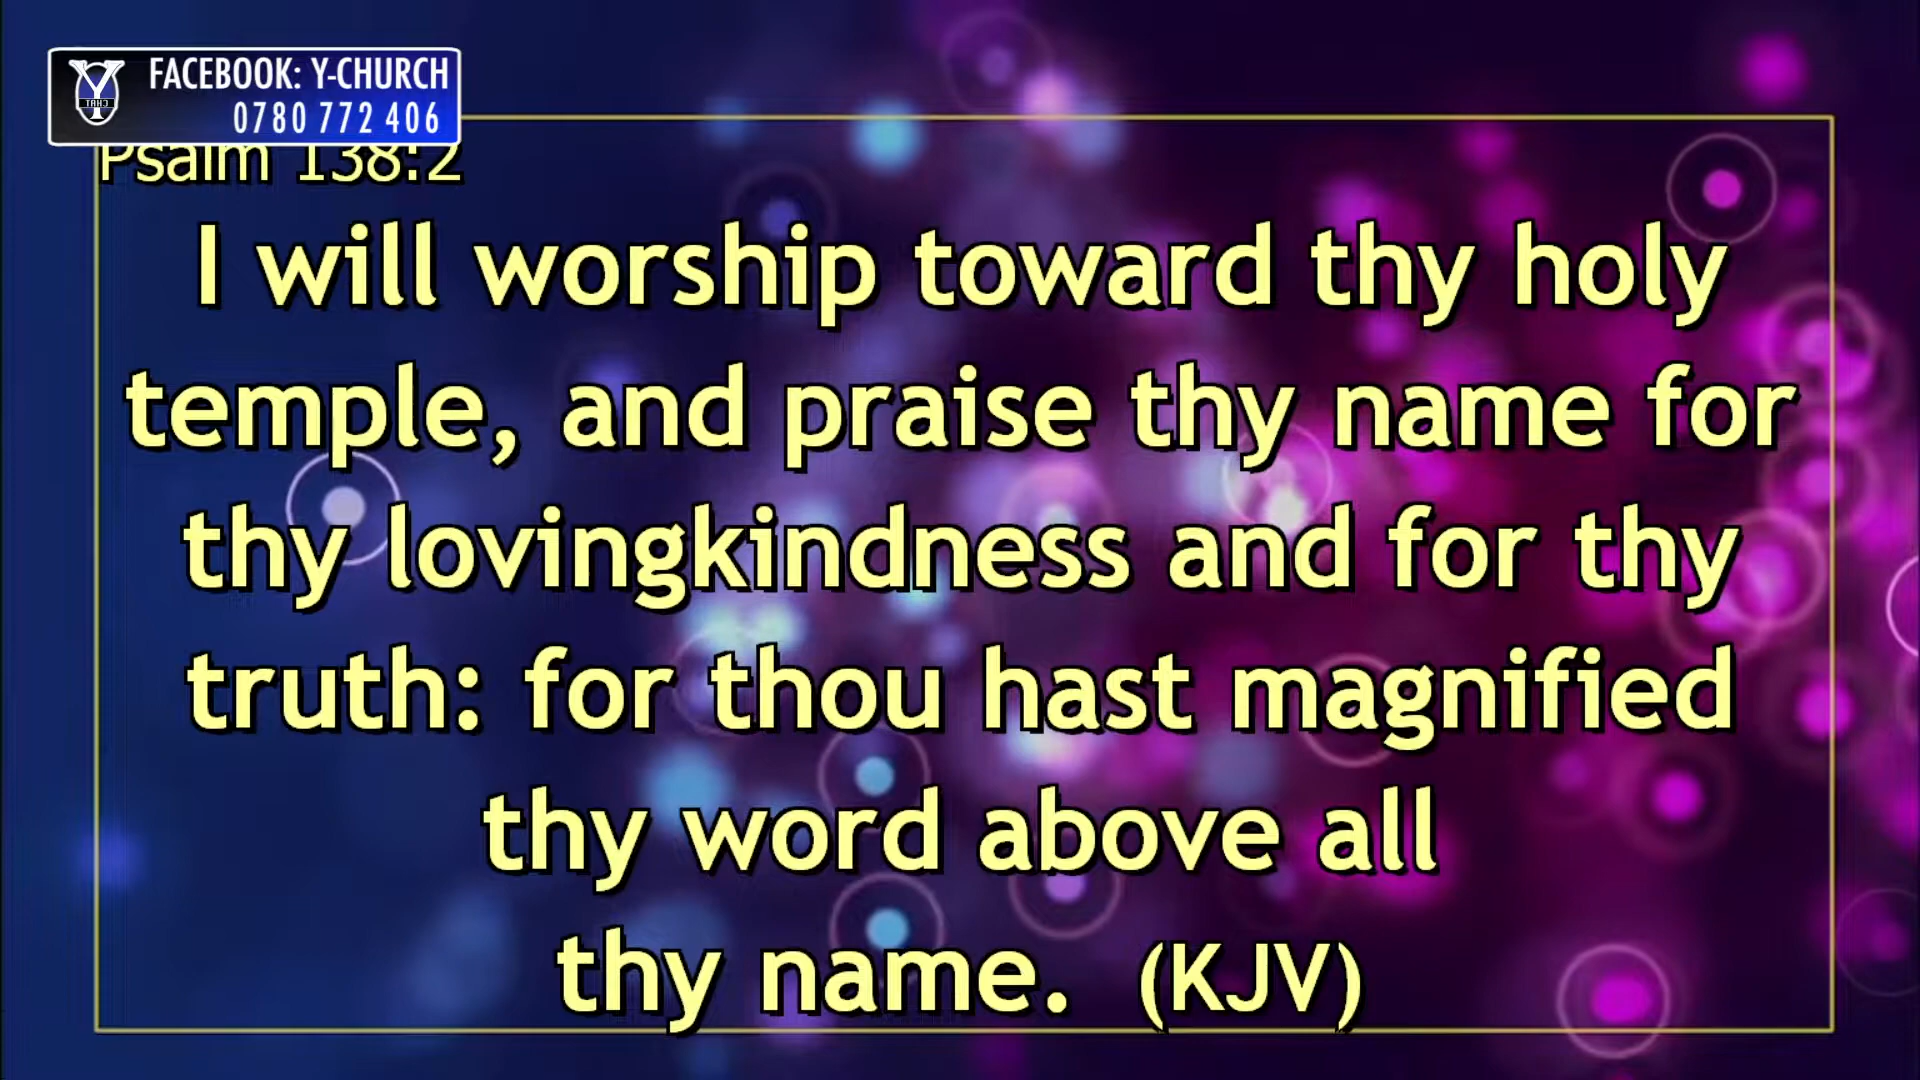 FACEBOOK: Y-CHURCH
0780 772 406
Psalm 138:2
I will worship toward thy holy
temple, and praise thy name for
thy lovingkindness and for thy
truth: for thou hast magnified
thy word above all
thy name. (KJV)